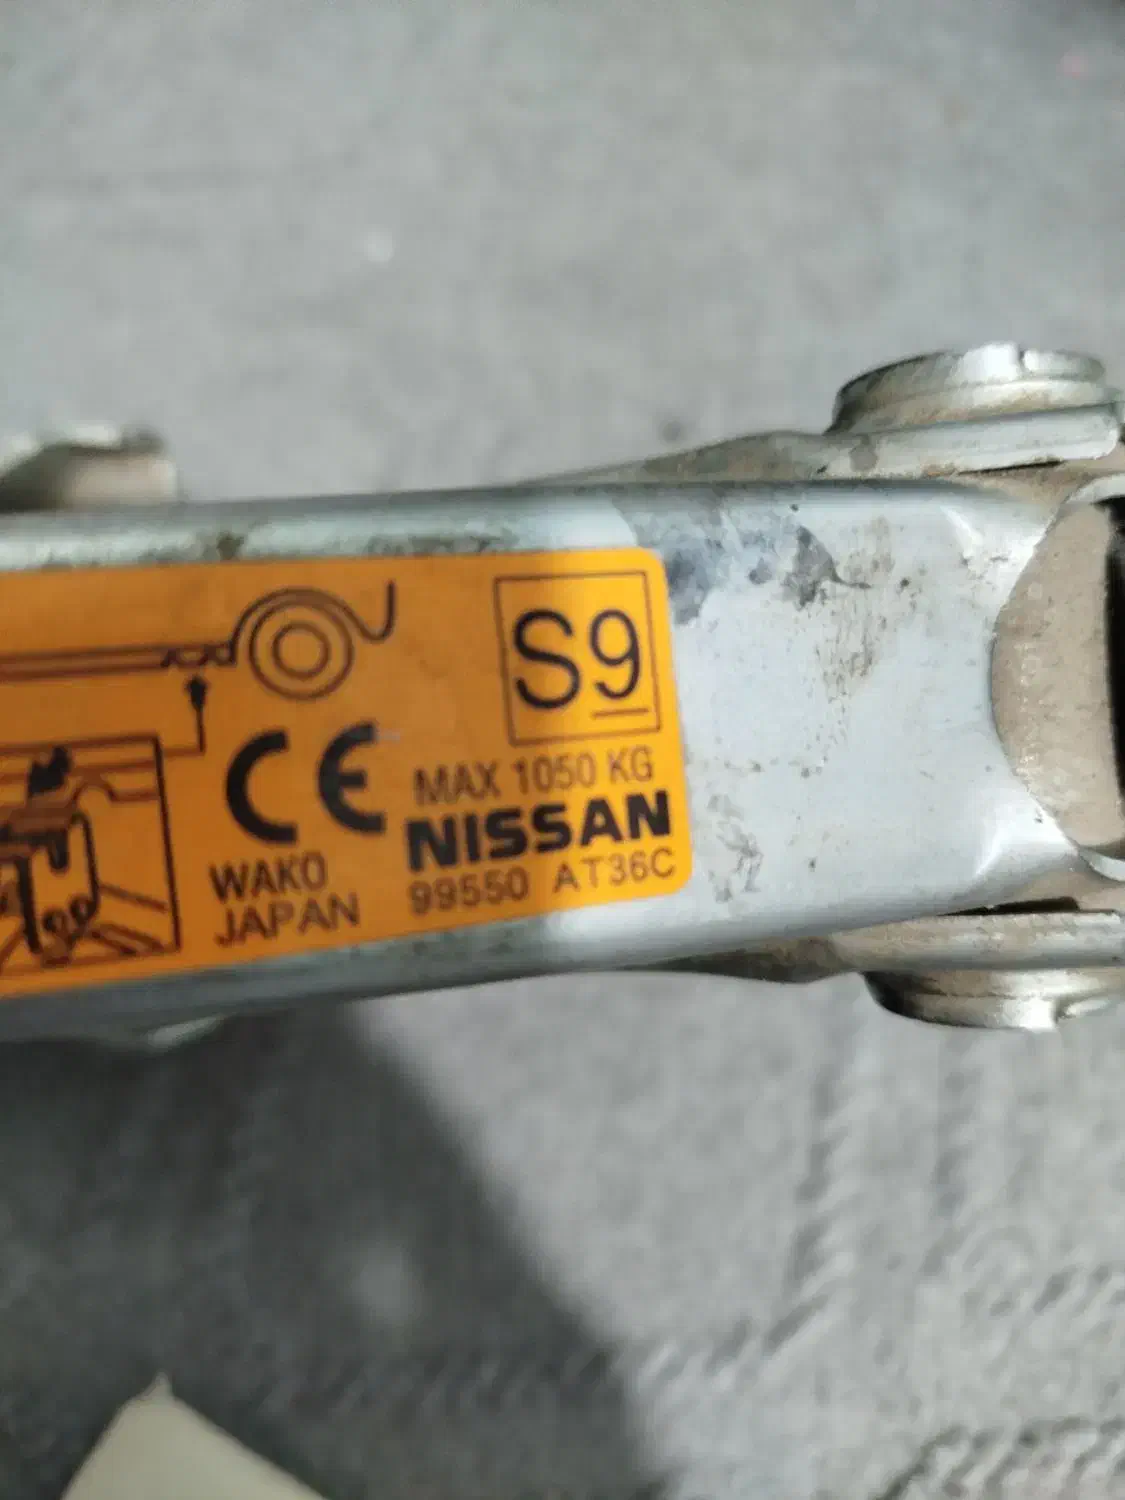 S9
CE
MAX 1050 KG
NISSAN
99550 AT36C
WAKO
JAPAN